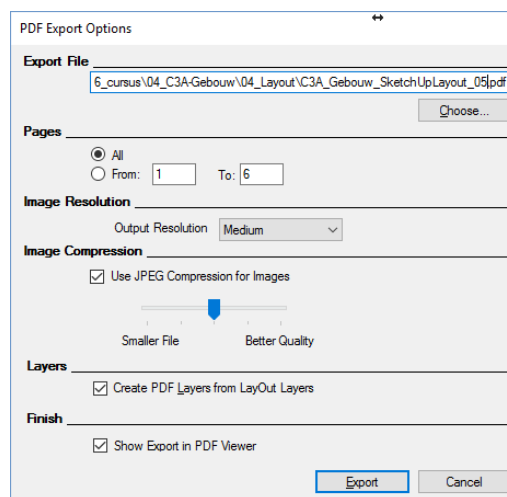 PDF Export Options
Export File
6_cursus\04_C3A-Gebouw\04_Layout\C3A_Gebouw_SketchUpLayout_05.pdf
Choose...
Pages
All
From: 1 To: 6
Image Resolution
Output Resolution Medium
Image Compression
Use JPEG Compression for Images
Smaller File Better Quality
Layers
Create PDF Layers from LayOut Layers
Finish
Show Export in PDF Viewer
Export Cancel